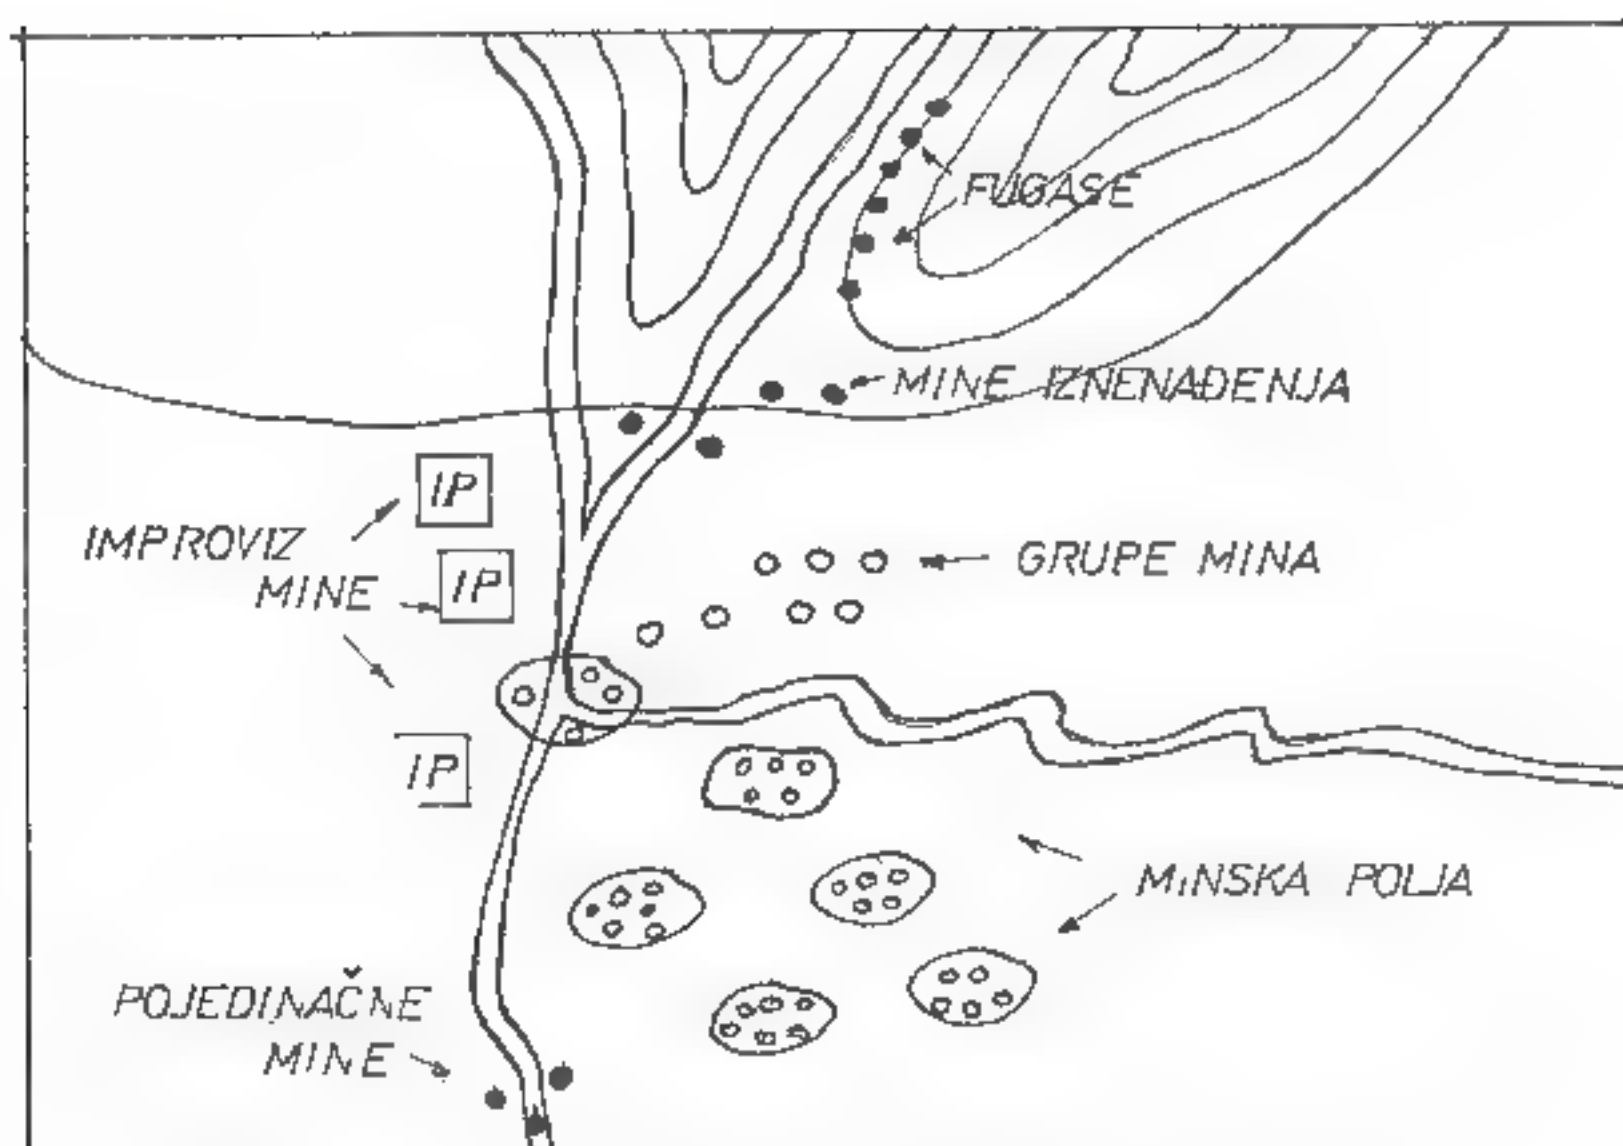 FUGASE
MINE IZNENAĐENJA
IP
IMPROVIZ
MINE
IP
GRUPE MINA
IP
MINSKA POLJA
POJEDINAČNE
MINE